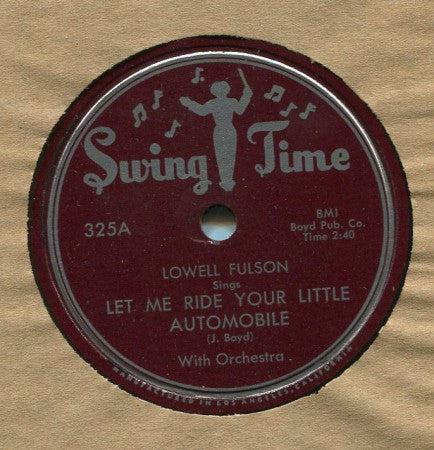 Swing Time
325A
BMI
Boyd Pub. Co.
Time 2:40
LOWELL FULSON
Sings
LET ME RIDE YOUR LITTLE
AUTOMOBILE
(J. Boyd)
With Orchestra
MANUFACTURED IN LOS ANGELES, CALIFORNIA